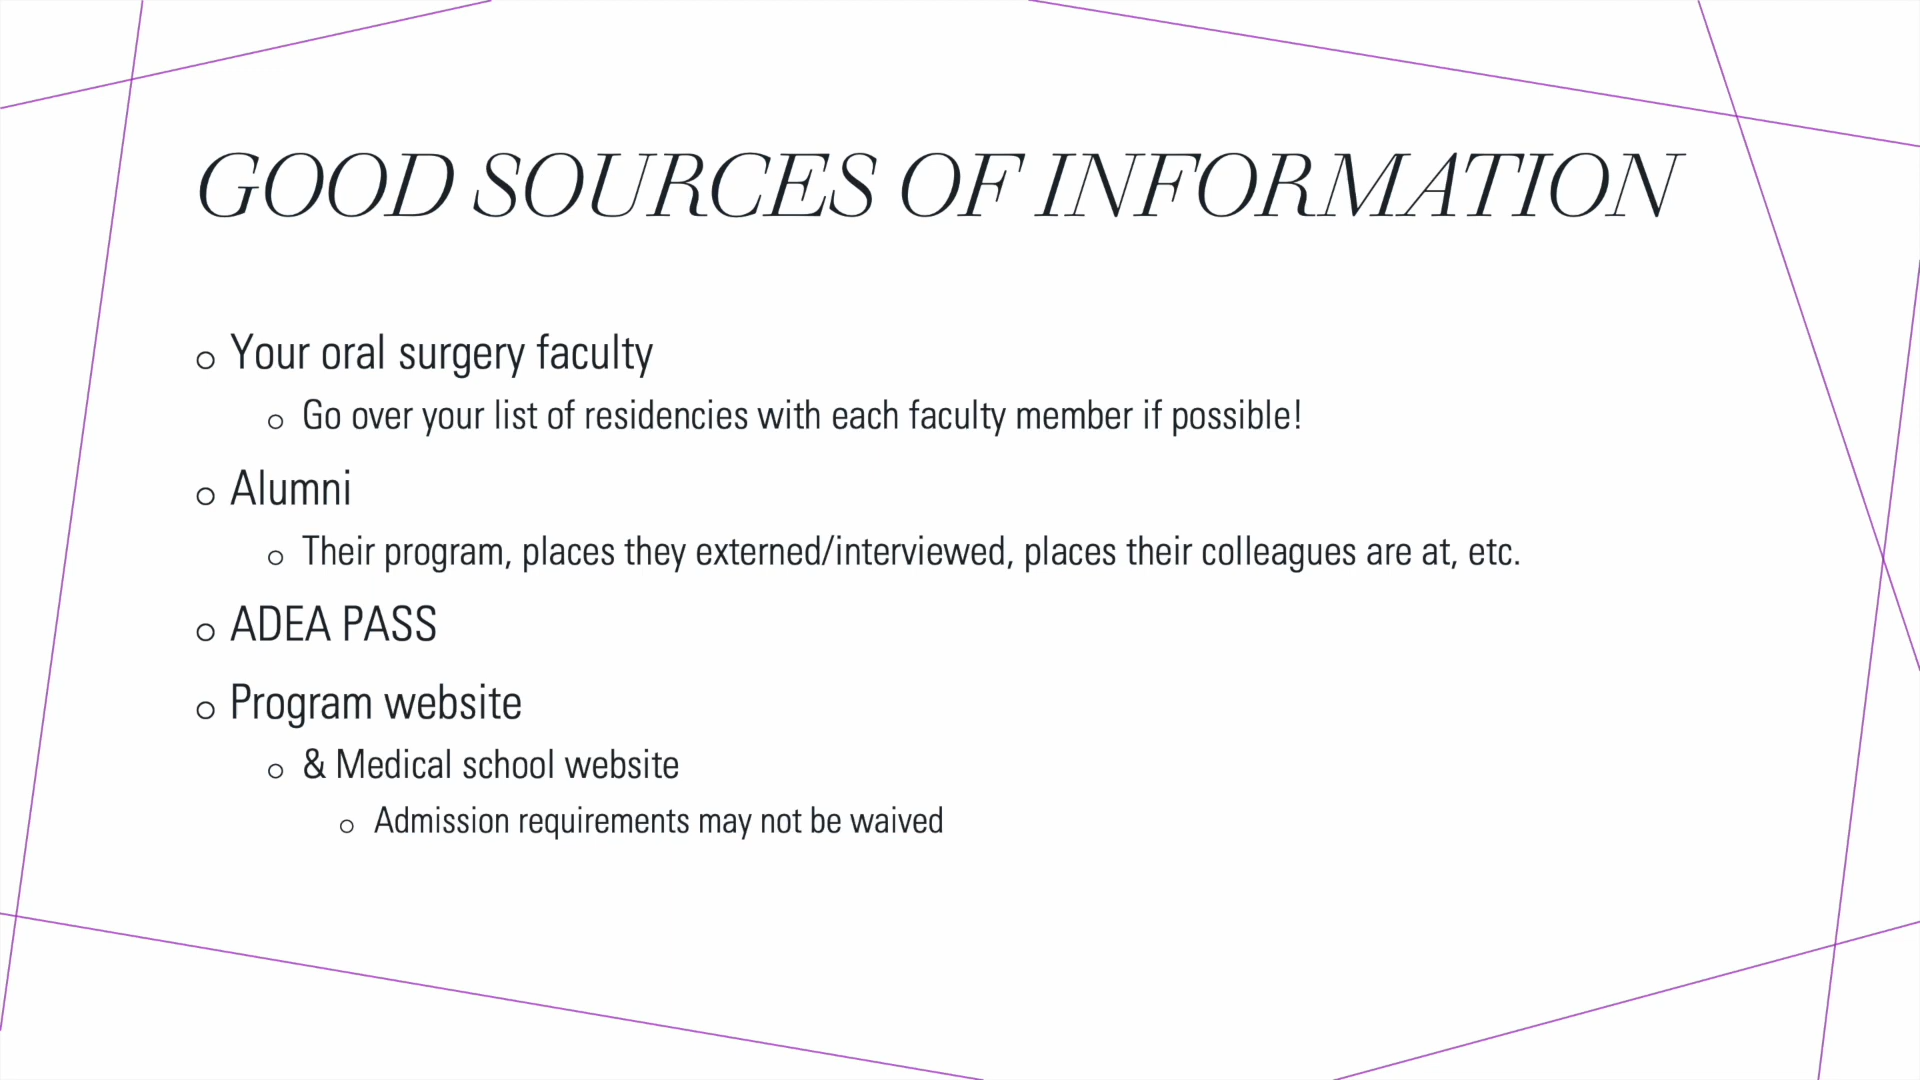 GOOD SOURCES OF INFORMATION
Your oral surgery faculty
Go over your list of residencies with each faculty member if possible!
Alumni
Their program, places they externed/interviewed, places their colleagues are at, etc.
ADEA PASS
Program website
& Medical school website
Admission requirements may not be waived